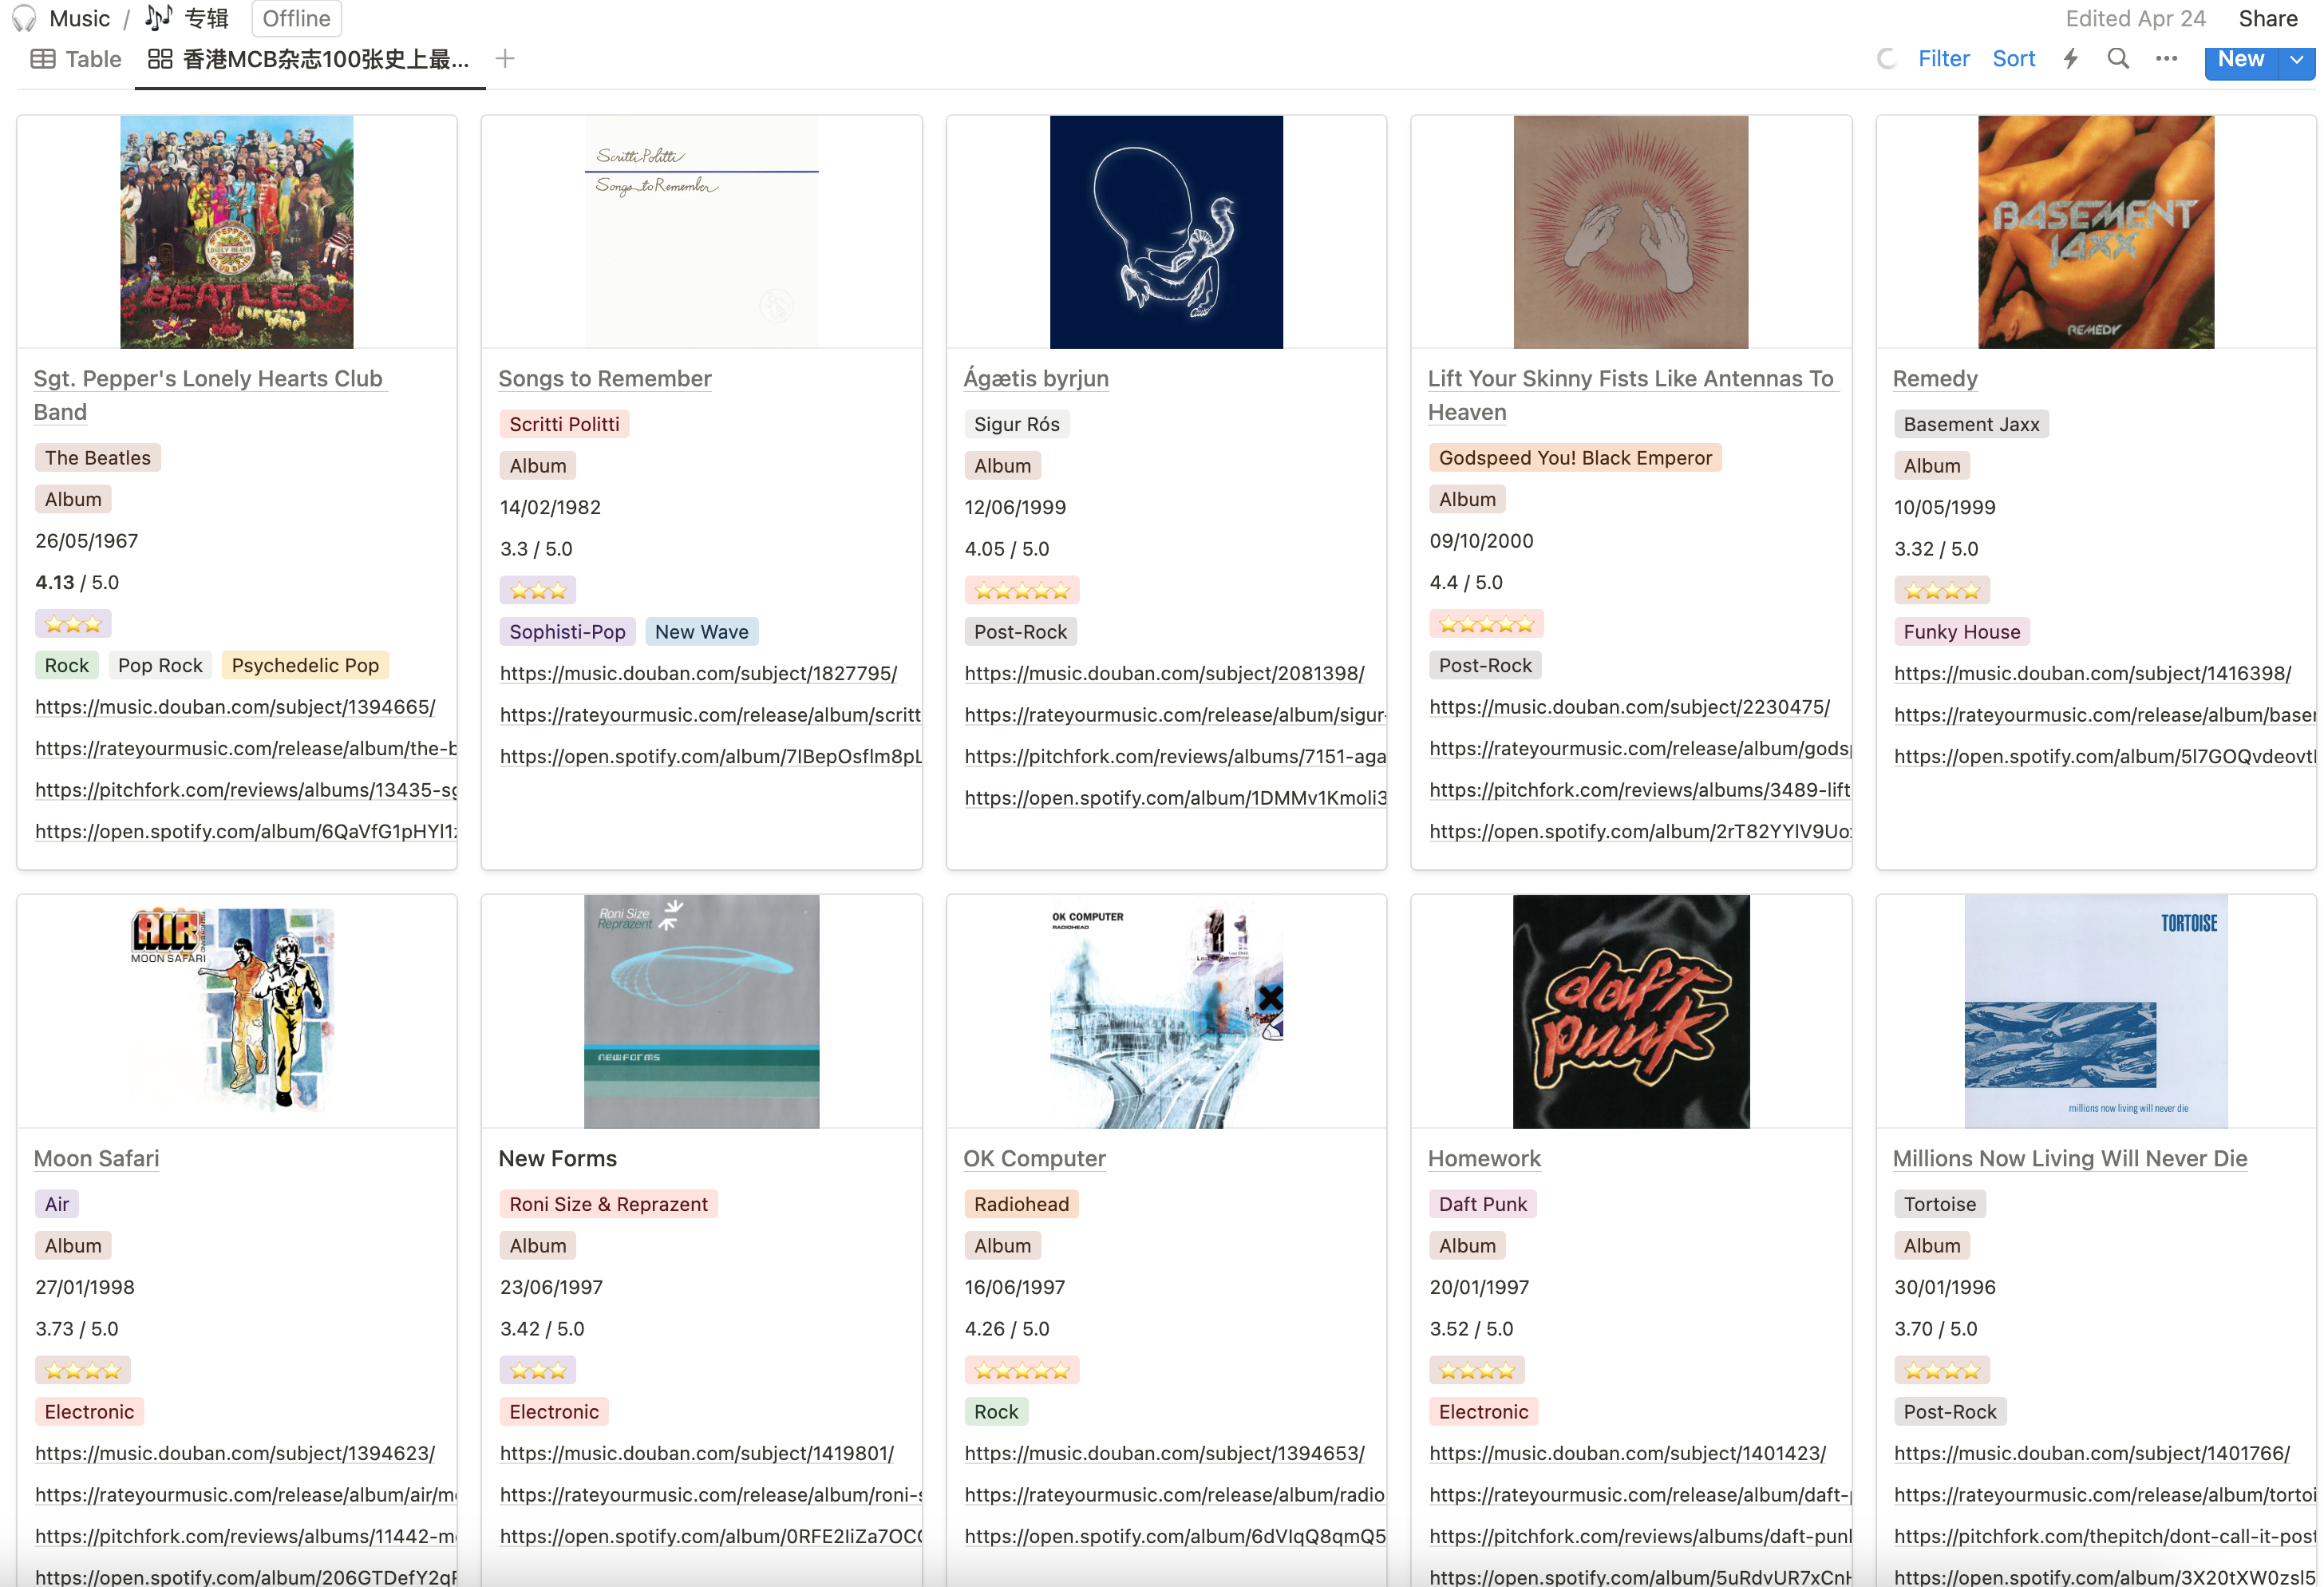 Music / 专辑 Offline
Edited Apr 24 Share
Table 香港MCB杂志100张史上最...
Filter Sort New
SGT. PEPPERS LONELY HEARTS CLUB BAND
BEATLES
Sgt. Pepper's Lonely Hearts Club
Band
The Beatles
Album
26/05/1967
4.13 / 5.0
⭐⭐⭐
Rock Pop Rock Psychedelic Pop
https://music.douban.com/subject/1394665/
https://rateyourmusic.com/release/album/the-b
https://pitchfork.com/reviews/albums/13435-sg
https://open.spotify.com/album/6QaVfG1pHYl1z
Scritti Politti
Songs to Remember
Songs to Remember
Scritti Politti
Album
14/02/1982
3.3 / 5.0
⭐⭐⭐
Sophisti-Pop New Wave
https://music.douban.com/subject/1827795/
https://rateyourmusic.com/release/album/scritt
https://open.spotify.com/album/7IBepOsflm8pL
Ágætis byrjun
Sigur Rós
Album
12/06/1999
4.05 / 5.0
⭐⭐⭐⭐⭐
Post-Rock
https://music.douban.com/subject/2081398/
https://rateyourmusic.com/release/album/sigur-
https://pitchfork.com/reviews/albums/7151-aga
https://open.spotify.com/album/1DMMv1Kmoli3
Lift Your Skinny Fists Like Antennas To
Heaven
Godspeed You! Black Emperor
Album
09/10/2000
4.4 / 5.0
⭐⭐⭐⭐⭐
Post-Rock
https://music.douban.com/subject/2230475/
https://rateyourmusic.com/release/album/gods
https://pitchfork.com/reviews/albums/3489-lift
https://open.spotify.com/album/2rT82YYlV9Uo
BASEMENT
JAXX
REMEDY
Remedy
Basement Jaxx
Album
10/05/1999
3.32 / 5.0
⭐⭐⭐⭐
Funky House
https://music.douban.com/subject/1416398/
https://rateyourmusic.com/release/album/baser
https://open.spotify.com/album/5l7GOQvdeovt
AIR
MOON SAFARI
Moon Safari
Air
Album
27/01/1998
3.73 / 5.0
⭐⭐⭐⭐
Electronic
https://music.douban.com/subject/1394623/
https://rateyourmusic.com/release/album/air/m
https://pitchfork.com/reviews/albums/11442-m
https://open.spotify.com/album/206GTDefY2q
Roni Size
Reprazent
newforms
New Forms
Roni Size & Reprazent
Album
23/06/1997
3.42 / 5.0
⭐⭐⭐
Electronic
https://music.douban.com/subject/1419801/
https://rateyourmusic.com/release/album/roni-s
https://open.spotify.com/album/0RFE2liZa7OC
OK COMPUTER
RADIOHEAD
OK Computer
Radiohead
Album
16/06/1997
4.26 / 5.0
⭐⭐⭐⭐⭐
Rock
https://music.douban.com/subject/1394653/
https://rateyourmusic.com/release/album/radio
https://open.spotify.com/album/6dVIqQ8qmQ5
daft
punk
Homework
Daft Punk
Album
20/01/1997
3.52 / 5.0
⭐⭐⭐⭐
Electronic
https://music.douban.com/subject/1401423/
https://rateyourmusic.com/release/album/daft-
https://pitchfork.com/reviews/albums/daft-punl
https://open.spotify.com/album/5uRdvUR7xCn
TORTOISE
millions now living will never die
Millions Now Living Will Never Die
Tortoise
Album
30/01/1996
3.70 / 5.0
⭐⭐⭐⭐
Post-Rock
https://music.douban.com/subject/1401766/
https://rateyourmusic.com/release/album/tortoi
https://pitchfork.com/thepitch/dont-call-it-post
https://open.spotify.com/album/3X20tXW0zsl5